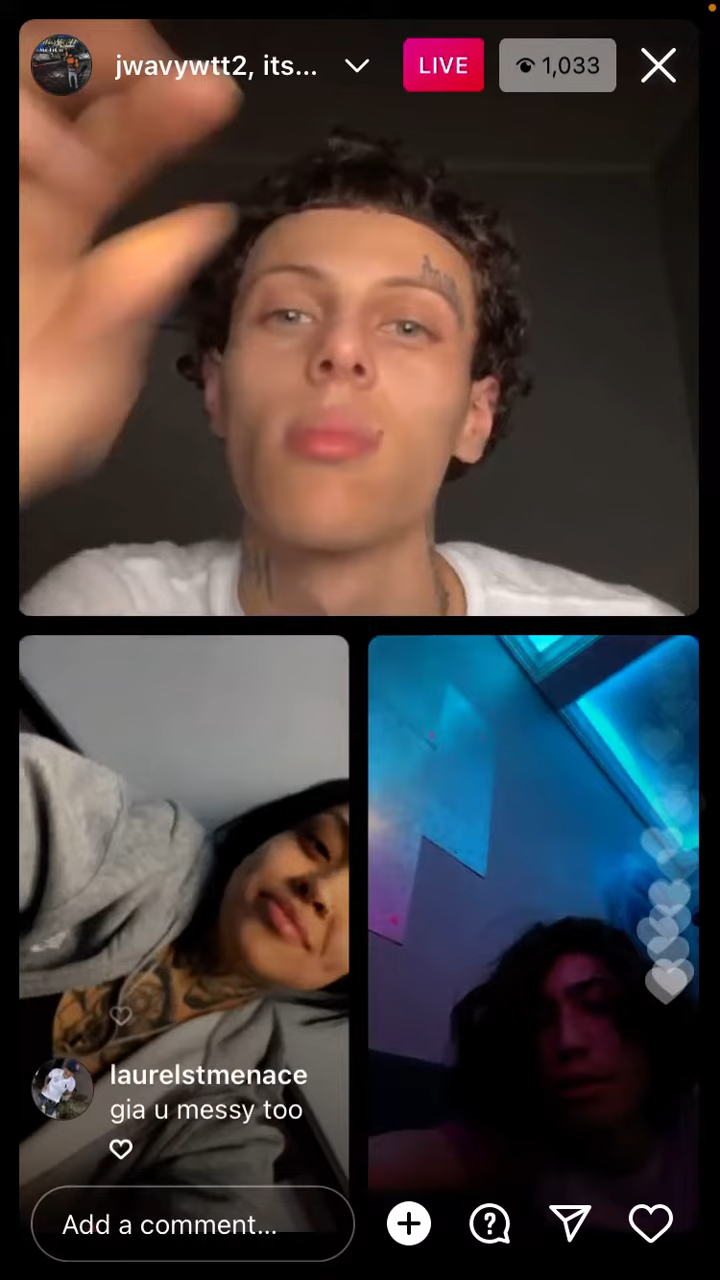 jwavywtt2, its...
LIVE
1,033
laurelstmenace
gia u messy too
Add a comment...